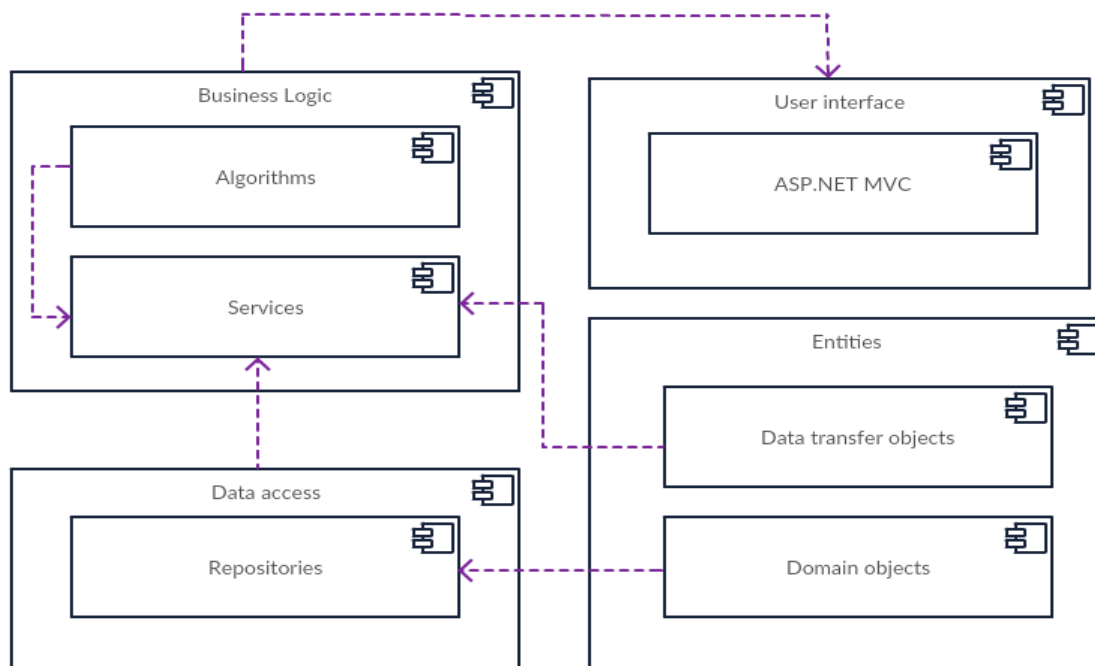 Business Logic
Algorithms
Services
User interface
ASP.NET MVC
Entities
Data transfer objects
Domain objects
Data access
Repositories